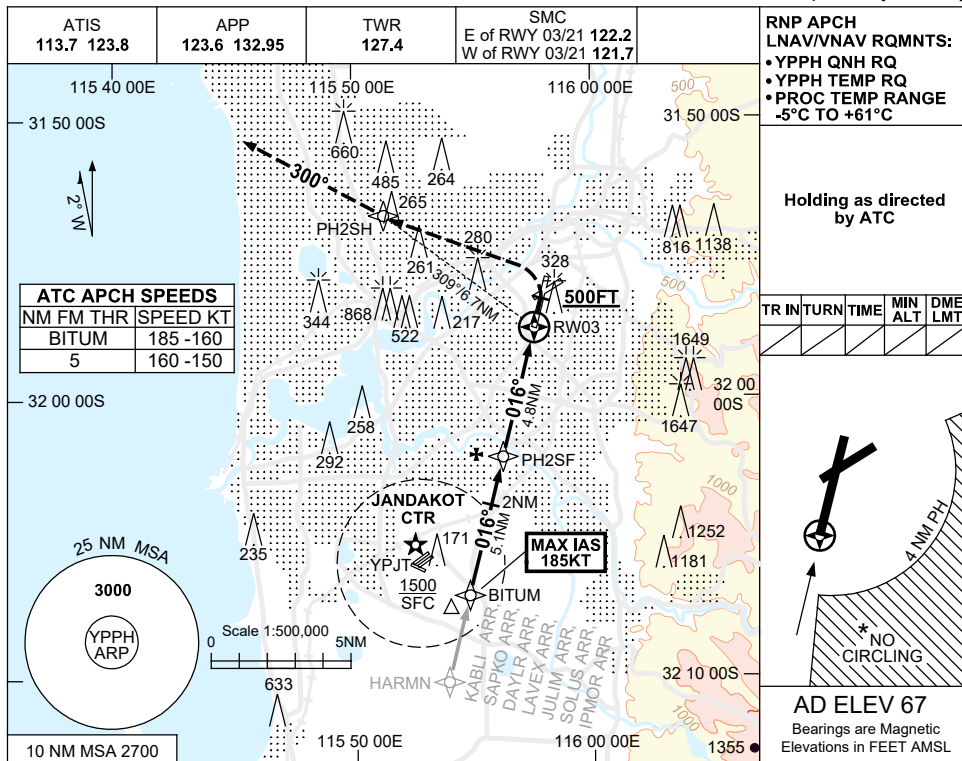 ATIS
113.7 123.8
APP
123.6 132.95
TWR
127.4
SMC
E of RWY 03/21 122.2
W of RWY 03/21 121.7
RNP APCH
LNAV/VNAV RQMNTS:
• YPPH QNH RQ
• YPPH TEMP RQ
• PROC TEMP RANGE
-5°C TO +61°C
Holding as directed
by ATC
TR IN TURN TIME MIN ALT DME LMT
4 NM PH
*NO
CIRCLING
AD ELEV 67
Bearings are Magnetic
Elevations in FEET AMSL
115 40 00E
115 50 00E
116 00 00E
31 50 00S
31 50 00S
500
660
485
264
300°
265
PH2SH
2° W
816
1138
280
261
328
309°/6.7NM
500
500FT
ATC APCH SPEEDS
NM FM THR SPEED KT
BITUM 185 -160
5 160 -150
344
868
522
217
RW03
1649
32 00 00S
32 00
00S
016°
4.8NM
1647
258
292
PH2SF
1000
JANDAKOT
CTR
2NM
016°
5.1NM
235
171
1252
1181
MAX IAS
185KT
YPJT
1500
SFC
BITUM
25 NM MSA
3000
YPPH
ARP
Scale 1:500,000
0 5NM
HARMN
KABLI ARR,
SAPKO ARR,
DAYLR ARR,
LAVEX ARR,
JULIM ARR,
SOLUS ARR,
IPMOR ARR
32 10 00S
633
1000
10 NM MSA 2700
115 50 00E
116 00 00E
1355